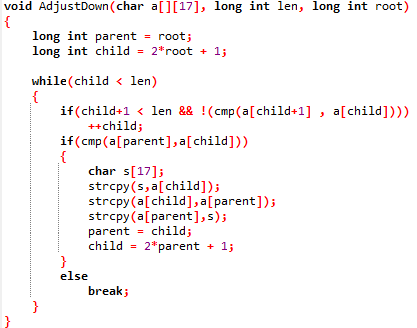 void AdjustDown(char a[][17], long int len, long int root)
{
    long int parent = root;
    long int child = 2*root + 1;

    while(child < len)
    {
        if(child+1 < len && !(cmp(a[child+1] , a[child])))
            ++child;
        if(cmp(a[parent],a[child]))
        {
            char s[17];
            strcpy(s,a[child]);
            strcpy(a[child],a[parent]);
            strcpy(a[parent],s);
            parent = child;
            child = 2*parent + 1;
        }
        else
            break;
    }
}